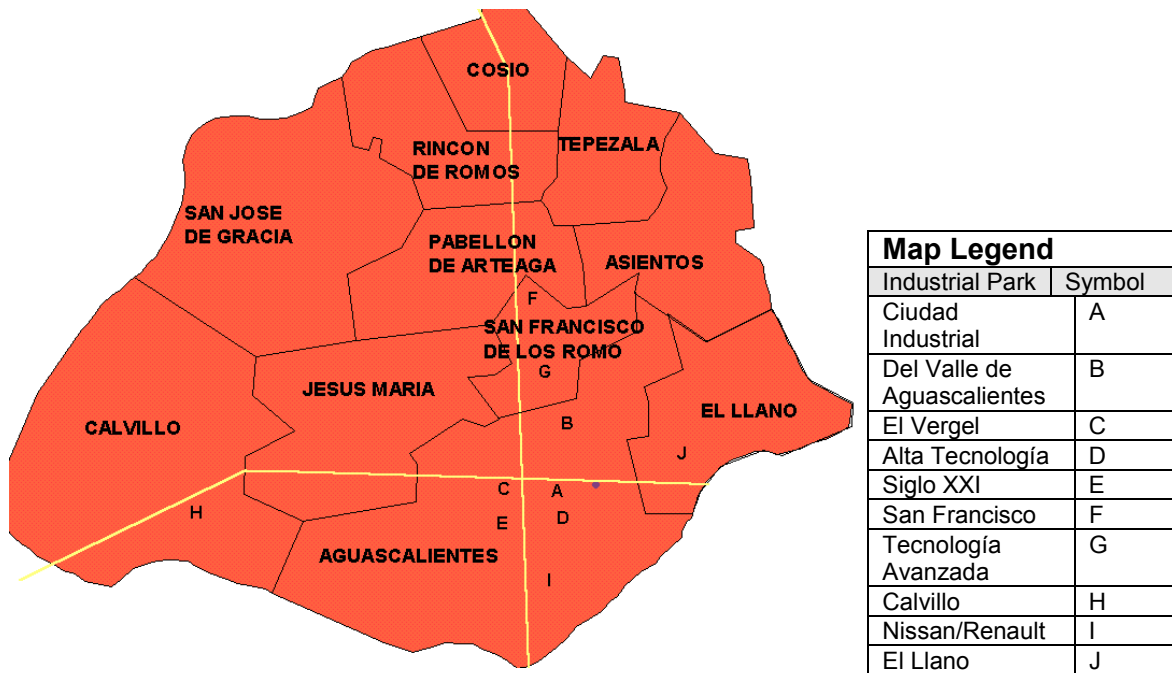 COSIO
RINCON
DE ROMOS
TEPEZALA
SAN JOSE
DE GRACIA
PABELLON
DE ARTEAGA
ASIENTOS
F
SAN FRANCISCO
DE LOS ROMO
G
JESUS MARIA
EL LLANO
CALVILLO
B
J
C
A
H
E
D
AGUASCALIENTES
I
Map Legend
Industrial Park Symbol
Ciudad
Industrial A
Del Valle de
Aguascalientes B
El Vergel C
Alta Tecnología D
Siglo XXI E
San Francisco F
Tecnología
Avanzada G
Calvillo H
Nissan/Renault I
El Llano J